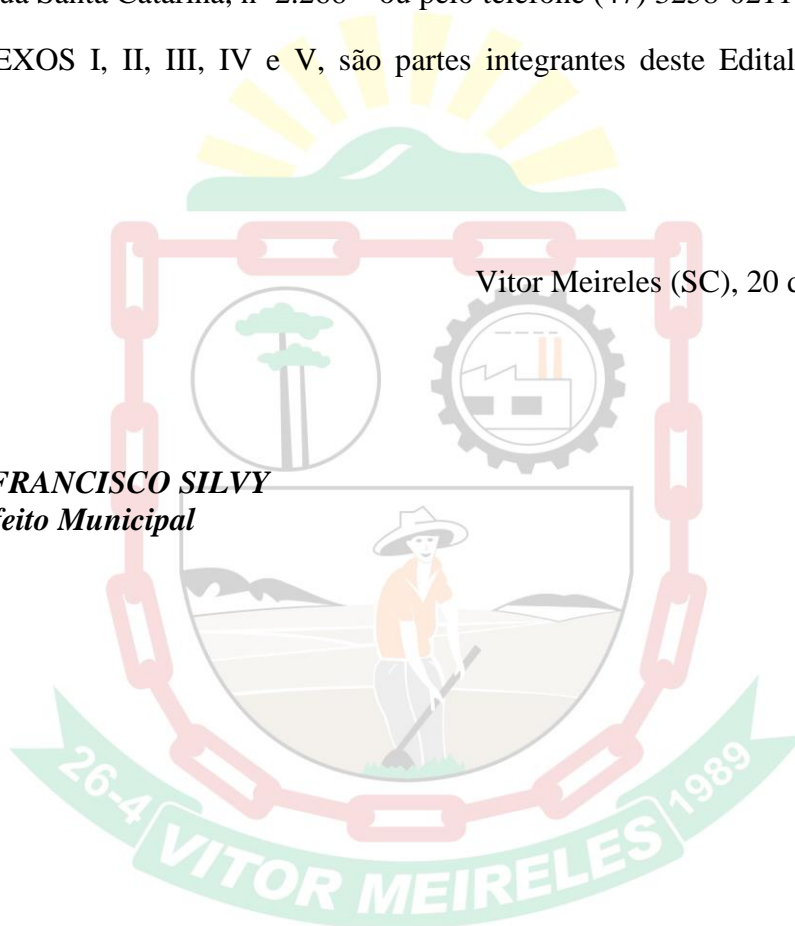 da Santa Catarina, nº 2.266 – ou pelo telefone (47) 3258-0211
EXOS I, II, III, IV e V, são partes integrantes deste Edital
Vitor Meireles (SC), 20 d
FRANCISCO SILVY
feito Municipal
26-4 VITOR MEIRELES 1989